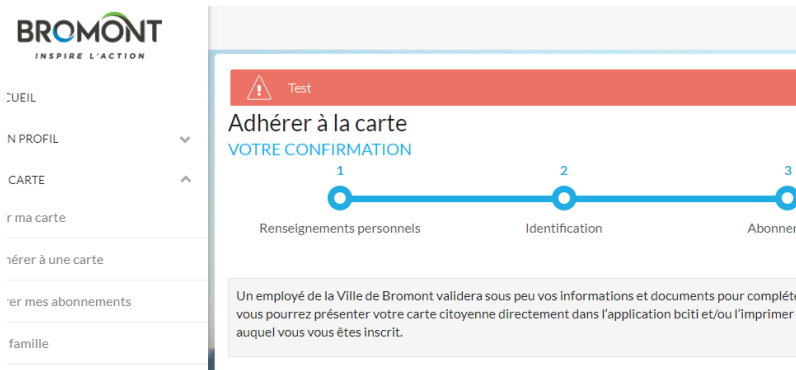 BROMONT
INSPIRE L'ACTION
CUEIL
N PROFIL
CARTE
r ma carte
hérer à une carte
rer mes abonnements
famille
Test
Adhérer à la carte
VOTRE CONFIRMATION
1 2 3
Renseignements personnels Identification Abonner
Un employé de la Ville de Bromont validera sous peu vos informations et documents pour compléte
vous pourrez présenter votre carte citoyenne directement dans l'application bciti et/ou l'imprimer
auquel vous vous êtes inscrit.